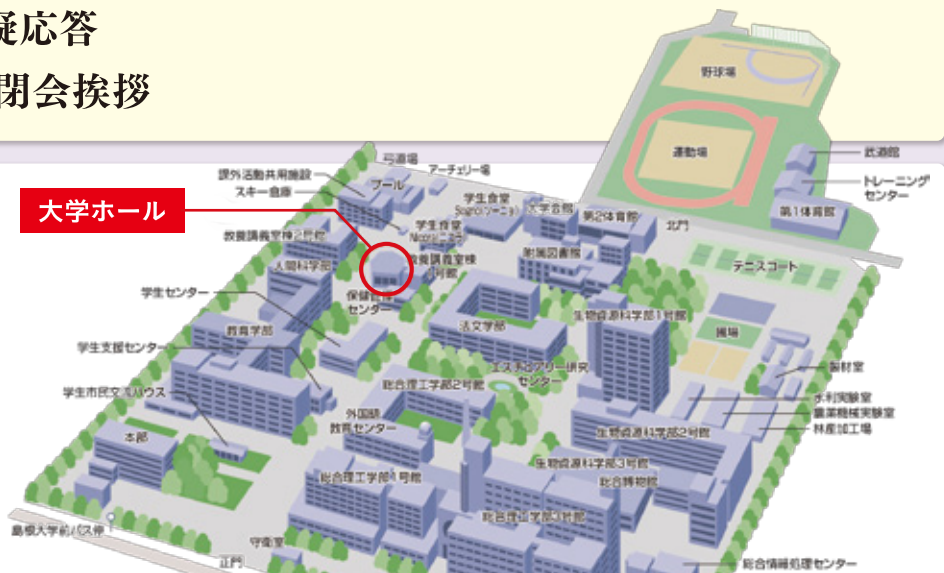 疑応答
閉会挨拶
大学ホール
野球場
運動場
武道館
トレーニング
センター
第1体育館
弓道場
アーチェリー場
課外活動共用施設
スキー倉庫
プール
学生食堂
大学会館
第2体育館
北門
学生食堂
教養講義室棟2号館
教養講義室棟
1号館
附属図書館
テニスコート
人間科学部
保健管理
センター
学生センター
生物資源科学部1号館
法文学部
圃場
教育学部
学生支援センター
エスチュアリー研究
センター
製材室
総合理工学部2号館
学生市民交流ハウス
水利実験室
農業機械実験室
林産加工場
外国語
教育センター
本部
生物資源科学部2号館
生物資源科学部3号館
総合博物館
総合理工学部1号館
総合理工学部3号館
島根大学前バス停
守衛室
正門
総合情報処理センター